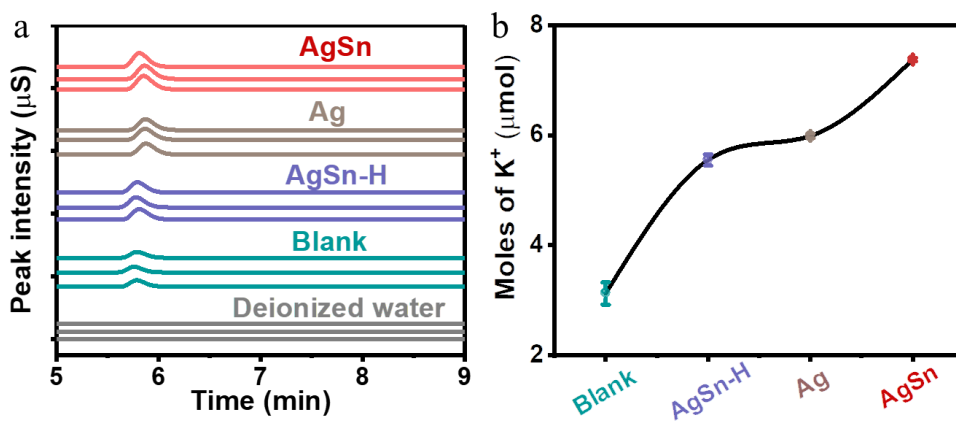 a
Peak intensity (μS)
AgSn
Ag
AgSn-H
Blank
Deionized water
5 6 7 8 9
Time (min)
b
Moles of K⁺ (μmol)
8
6
4
2
Blank AgSn-H Ag AgSn